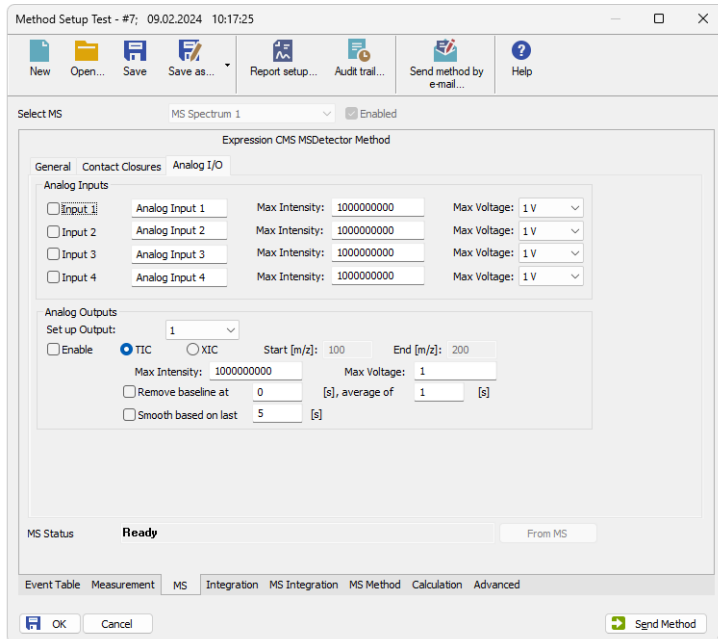 Method Setup Test - #7; 09.02.2024 10:17:25
New Open... Save Save as... Report setup... Audit trail... Send method by e-mail... Help
Select MS MS Spectrum 1 Enabled
Expression CMS MSDetector Method
General Contact Closures Analog I/O
Analog Inputs
Input 1 Analog Input 1 Max Intensity: 1000000000 Max Voltage: 1 V
Input 2 Analog Input 2 Max Intensity: 1000000000 Max Voltage: 1 V
Input 3 Analog Input 3 Max Intensity: 1000000000 Max Voltage: 1 V
Input 4 Analog Input 4 Max Intensity: 1000000000 Max Voltage: 1 V
Analog Outputs
Set up Output: 1
Enable TIC XIC Start [m/z]: 100 End [m/z]: 200
Max Intensity: 1000000000 Max Voltage: 1
Remove baseline at 0 [s], average of 1 [s]
Smooth based on last 5 [s]
MS Status Ready From MS
Event Table Measurement MS Integration MS Integration MS Method Calculation Advanced
OK Cancel Send Method